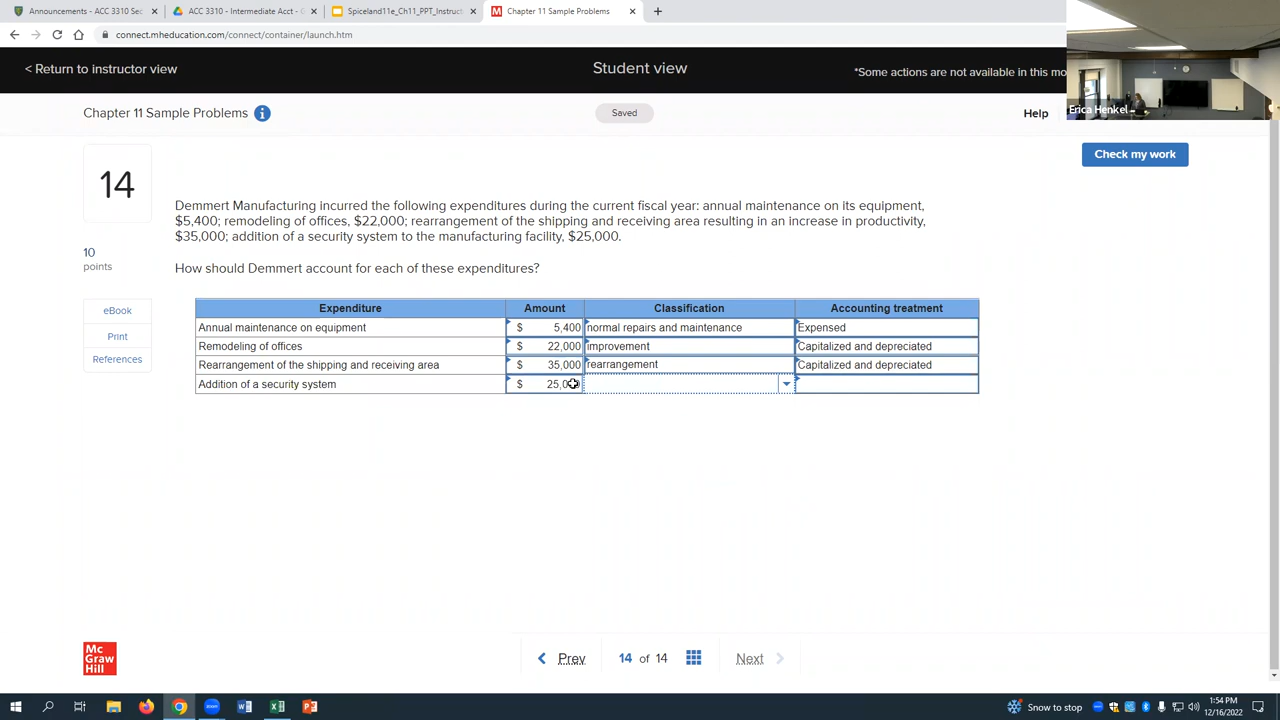 Announcements - ACC 3310 Sec
ACC 3310 - Intermediate Acct - G
Spiceland11e_Ch11_PPT_Instruct
Chapter 11 Sample Problems
connect.mheducation.com/connect/container/launch.htm
< Return to instructor view
Student view
*Some actions are not available in this mo
Erica Henkel
Chapter 11 Sample Problems
Saved
Help
Check my work
14
10
points
eBook
Print
References
Demmert Manufacturing incurred the following expenditures during the current fiscal year: annual maintenance on its equipment,
$5,400; remodeling of offices, $22,000; rearrangement of the shipping and receiving area resulting in an increase in productivity,
$35,000; addition of a security system to the manufacturing facility, $25,000.
How should Demmert account for each of these expenditures?
Expenditure Amount Classification Accounting treatment
Annual maintenance on equipment $ 5,400 normal repairs and maintenance Expensed
Remodeling of offices $ 22,000 improvement Capitalized and depreciated
Rearrangement of the shipping and receiving area $ 35,000 rearrangement Capitalized and depreciated
Addition of a security system $
Mc
Graw
Hill
Prev
14 of 14
Next
Snow to stop
1:54 PM
12/16/2022